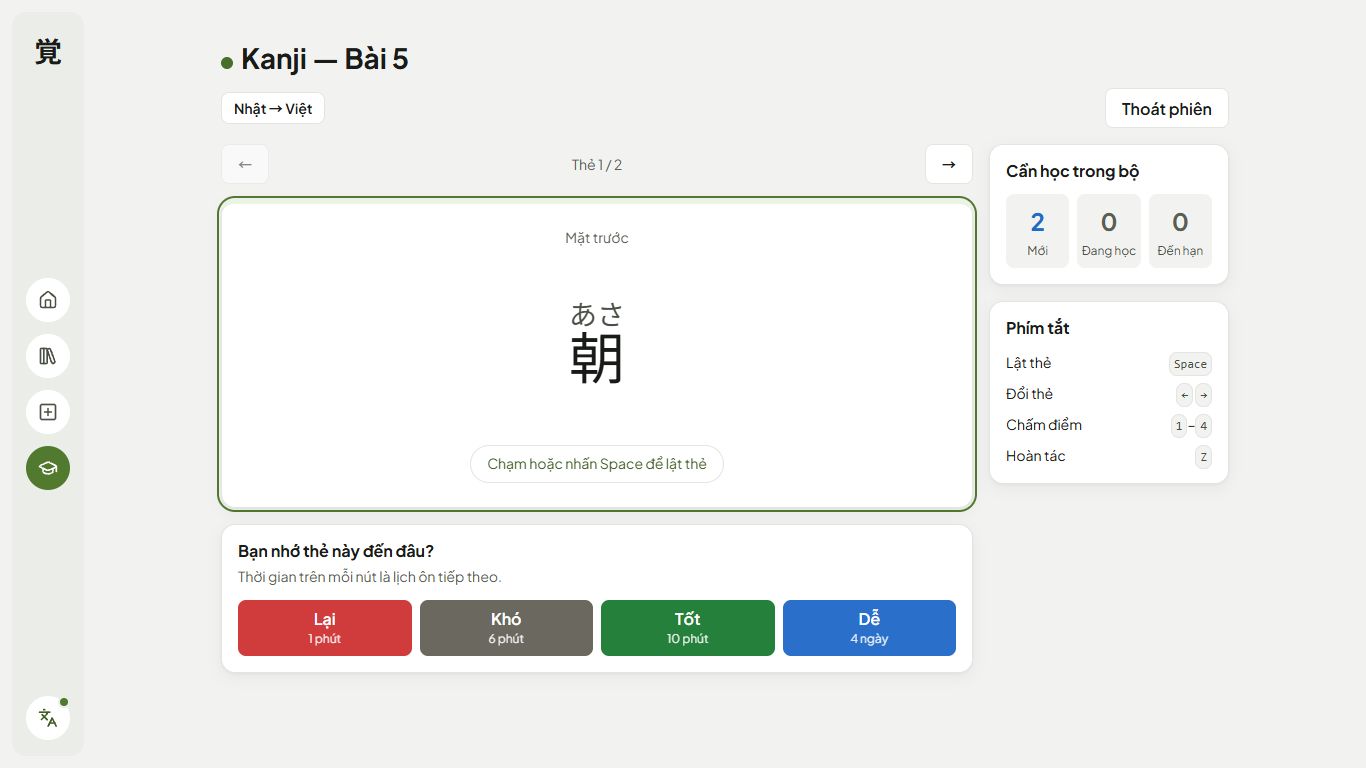 覚
Kanji — Bài 5
Nhật → Việt
Thoát phiên
←
Thẻ 1 / 2
→
Mặt trước
あさ
朝
Chạm hoặc nhấn Space để lật thẻ
Bạn nhớ thẻ này đến đâu?
Thời gian trên mỗi nút là lịch ôn tiếp theo.
Lại
1 phút
Khó
6 phút
Tốt
10 phút
Dễ
4 ngày
Cần học trong bộ
2
Mới
0
Đang học
0
Đến hạn
Phím tắt
Lật thẻ Space
Đổi thẻ ← →
Chấm điểm 1 – 4
Hoàn tác Z